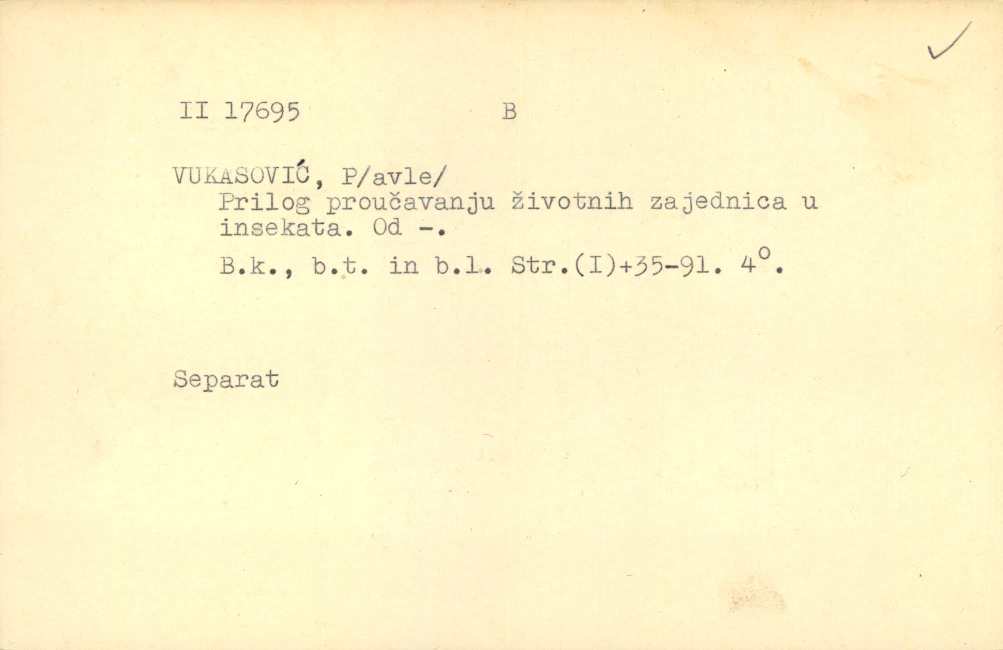 II 17695 B
VUKASOVIĆ, P/avle/
Prilog proučavanju životnih zajednica u
insekata. Od -.
B.k., b.t. in b.l. Str.(I)+35-91. 4°.
Separat